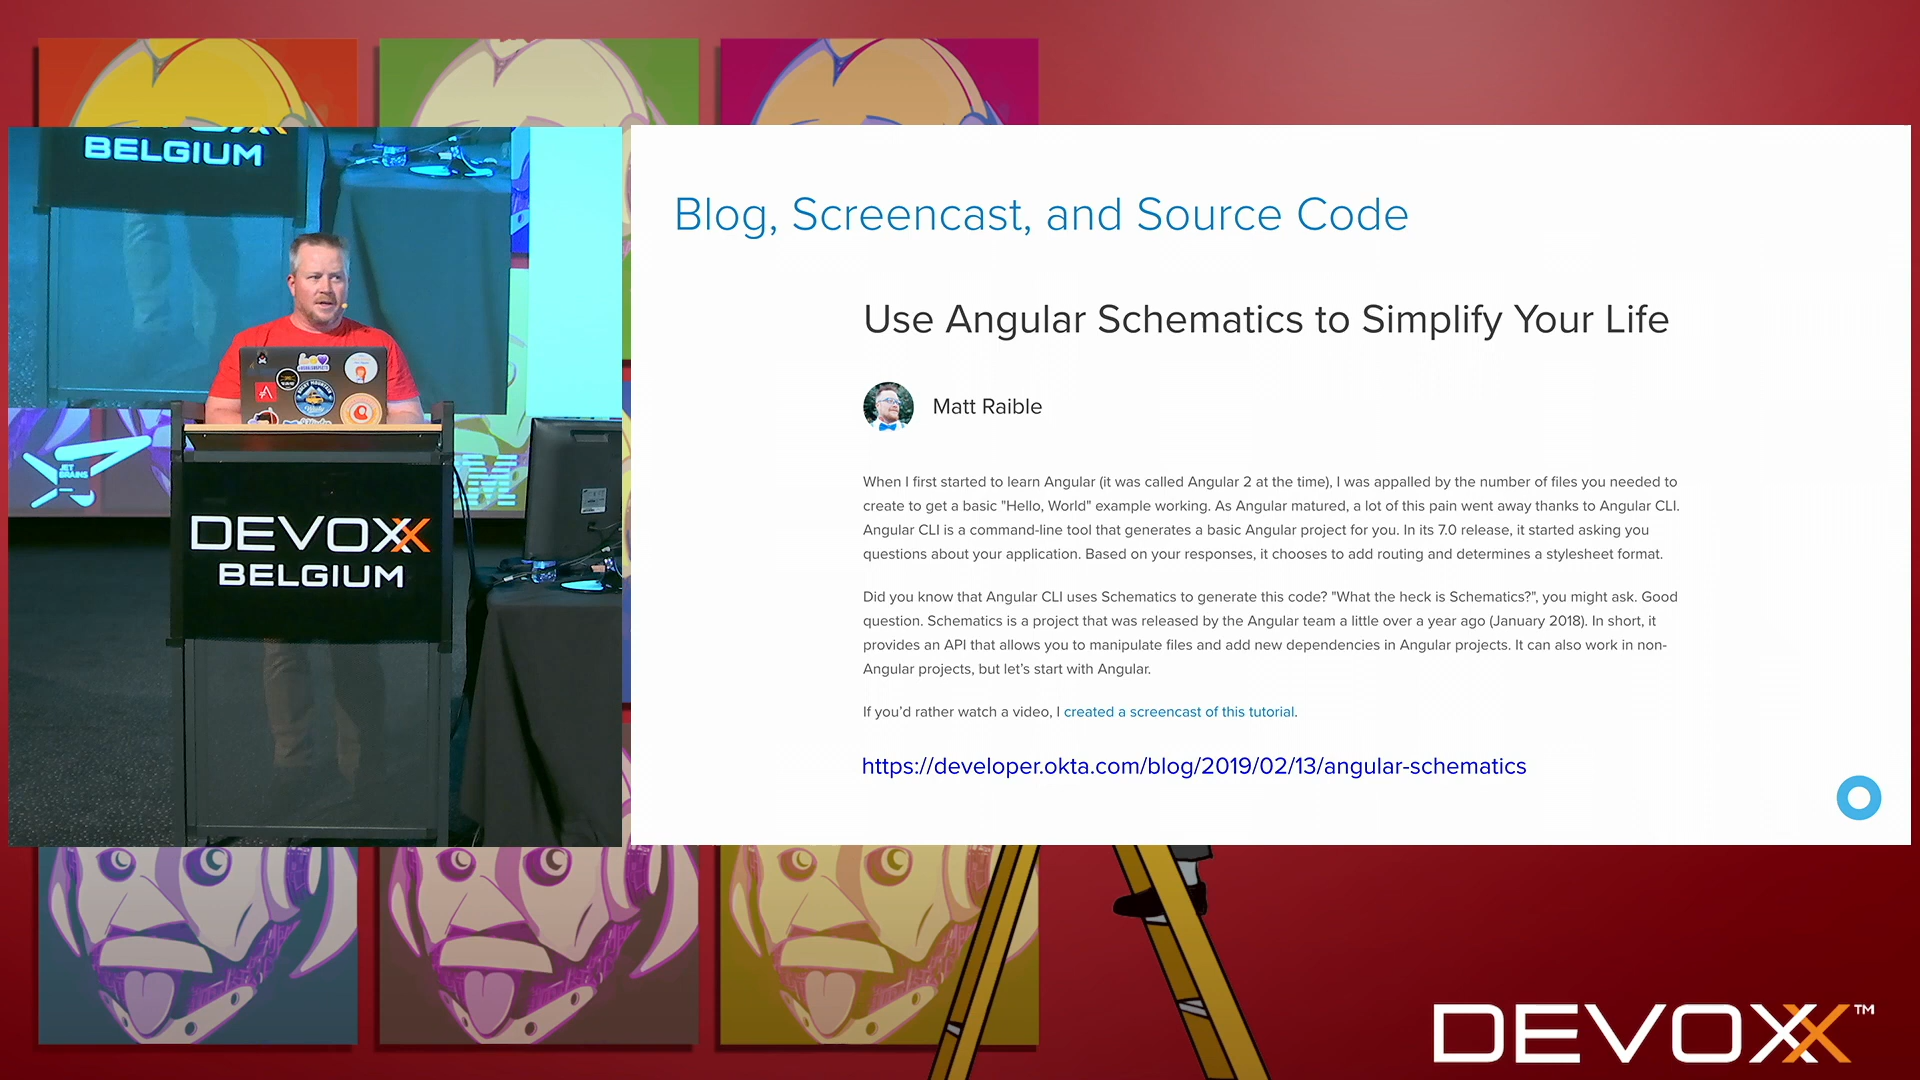 BELGIUM
JET
BRAINS
DEVOXX
BELGIUM
Blog, Screencast, and Source Code
Use Angular Schematics to Simplify Your Life
Matt Raible
When I first started to learn Angular (it was called Angular 2 at the time), I was appalled by the number of files you needed to
create to get a basic "Hello, World" example working. As Angular matured, a lot of this pain went away thanks to Angular CLI.
Angular CLI is a command-line tool that generates a basic Angular project for you. In its 7.0 release, it started asking you
questions about your application. Based on your responses, it chooses to add routing and determines a stylesheet format.
Did you know that Angular CLI uses Schematics to generate this code? "What the heck is Schematics?", you might ask. Good
question. Schematics is a project that was released by the Angular team a little over a year ago (January 2018). In short, it
provides an API that allows you to manipulate files and add new dependencies in Angular projects. It can also work in non-
Angular projects, but let's start with Angular.
If you'd rather watch a video, I created a screencast of this tutorial.
https://developer.okta.com/blog/2019/02/13/angular-schematics
DEVOXX™